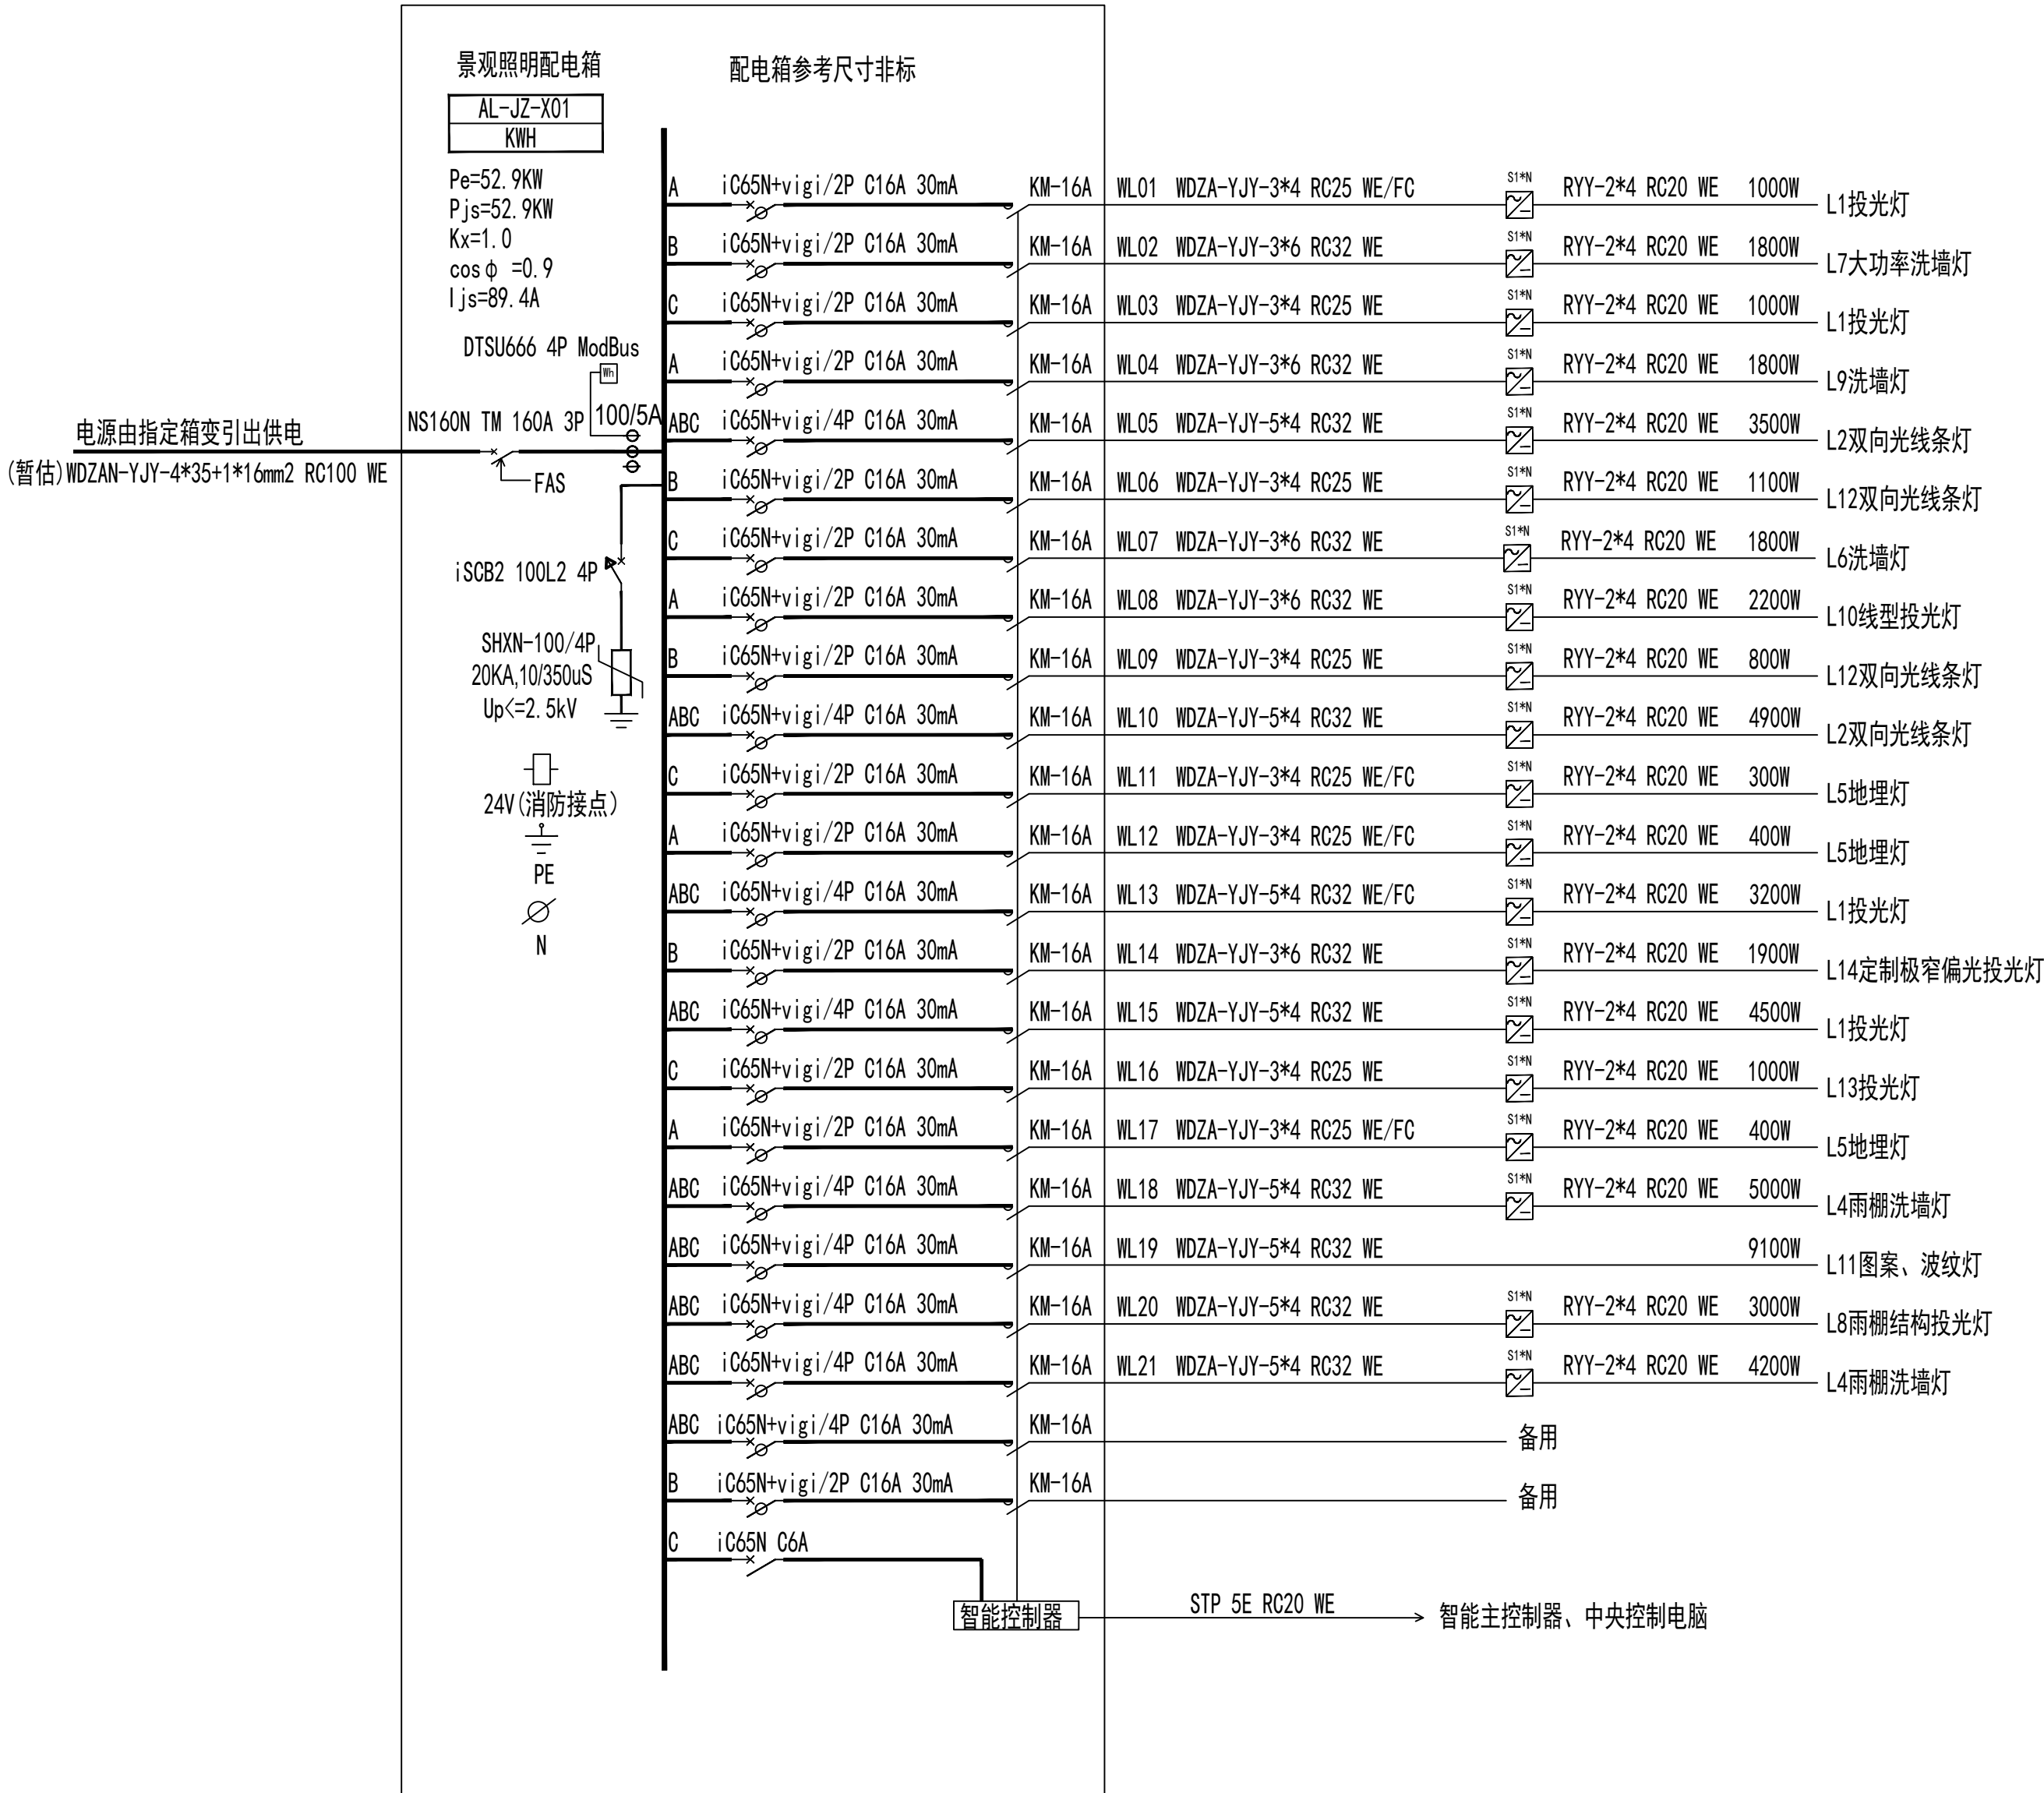 景观照明配电箱
配电箱参考尺寸非标
AL-JZ-X01
KWH
Pe=52.9KW
Pjs=52.9KW
Kx=1.0
cosφ =0.9
Ijs=89.4A
DTSU666 4P ModBus
Wh
NS160N TM 160A 3P
100/5A
电源由指定箱变引出供电
(暂估)WDZAN-YJY-4*35+1*16mm2 RC100 WE
FAS
iSCB2 100L2 4P
SHXN-100/4P
20KA,10/350uS
Up<=2.5kV
24V(消防接点)
PE
N
A iC65N+vigi/2P C16A 30mA KM-16A WL01 WDZA-YJY-3*4 RC25 WE/FC S1*N RYY-2*4 RC20 WE 1000W L1投光灯
B iC65N+vigi/2P C16A 30mA KM-16A WL02 WDZA-YJY-3*6 RC32 WE S1*N RYY-2*4 RC20 WE 1800W L7大功率洗墙灯
C iC65N+vigi/2P C16A 30mA KM-16A WL03 WDZA-YJY-3*4 RC25 WE S1*N RYY-2*4 RC20 WE 1000W L1投光灯
A iC65N+vigi/2P C16A 30mA KM-16A WL04 WDZA-YJY-3*6 RC32 WE S1*N RYY-2*4 RC20 WE 1800W L9洗墙灯
ABC iC65N+vigi/4P C16A 30mA KM-16A WL05 WDZA-YJY-5*4 RC32 WE S1*N RYY-2*4 RC20 WE 3500W L2双向光线条灯
B iC65N+vigi/2P C16A 30mA KM-16A WL06 WDZA-YJY-3*4 RC25 WE S1*N RYY-2*4 RC20 WE 1100W L12双向光线条灯
C iC65N+vigi/2P C16A 30mA KM-16A WL07 WDZA-YJY-3*6 RC32 WE S1*N RYY-2*4 RC20 WE 1800W L6洗墙灯
A iC65N+vigi/2P C16A 30mA KM-16A WL08 WDZA-YJY-3*6 RC32 WE S1*N RYY-2*4 RC20 WE 2200W L10线型投光灯
B iC65N+vigi/2P C16A 30mA KM-16A WL09 WDZA-YJY-3*4 RC25 WE S1*N RYY-2*4 RC20 WE 800W L12双向光线条灯
ABC iC65N+vigi/4P C16A 30mA KM-16A WL10 WDZA-YJY-5*4 RC32 WE S1*N RYY-2*4 RC20 WE 4900W L2双向光线条灯
C iC65N+vigi/2P C16A 30mA KM-16A WL11 WDZA-YJY-3*4 RC25 WE/FC S1*N RYY-2*4 RC20 WE 300W L5地埋灯
A iC65N+vigi/2P C16A 30mA KM-16A WL12 WDZA-YJY-3*4 RC25 WE/FC S1*N RYY-2*4 RC20 WE 400W L5地埋灯
ABC iC65N+vigi/4P C16A 30mA KM-16A WL13 WDZA-YJY-5*4 RC32 WE/FC S1*N RYY-2*4 RC20 WE 3200W L1投光灯
B iC65N+vigi/2P C16A 30mA KM-16A WL14 WDZA-YJY-3*6 RC32 WE S1*N RYY-2*4 RC20 WE 1900W L14定制极窄偏光投光灯
ABC iC65N+vigi/4P C16A 30mA KM-16A WL15 WDZA-YJY-5*4 RC32 WE S1*N RYY-2*4 RC20 WE 4500W L1投光灯
C iC65N+vigi/2P C16A 30mA KM-16A WL16 WDZA-YJY-3*4 RC25 WE S1*N RYY-2*4 RC20 WE 1000W L13投光灯
A iC65N+vigi/2P C16A 30mA KM-16A WL17 WDZA-YJY-3*4 RC25 WE/FC S1*N RYY-2*4 RC20 WE 400W L5地埋灯
ABC iC65N+vigi/4P C16A 30mA KM-16A WL18 WDZA-YJY-5*4 RC32 WE S1*N RYY-2*4 RC20 WE 5000W L4雨棚洗墙灯
ABC iC65N+vigi/4P C16A 30mA KM-16A WL19 WDZA-YJY-5*4 RC32 WE 9100W L11图案、波纹灯
ABC iC65N+vigi/4P C16A 30mA KM-16A WL20 WDZA-YJY-5*4 RC32 WE S1*N RYY-2*4 RC20 WE 3000W L8雨棚结构投光灯
ABC iC65N+vigi/4P C16A 30mA KM-16A WL21 WDZA-YJY-5*4 RC32 WE S1*N RYY-2*4 RC20 WE 4200W L4雨棚洗墙灯
ABC iC65N+vigi/4P C16A 30mA KM-16A 备用
B iC65N+vigi/2P C16A 30mA KM-16A 备用
C iC65N C6A
智能控制器 STP 5E RC20 WE 智能主控制器、中央控制电脑